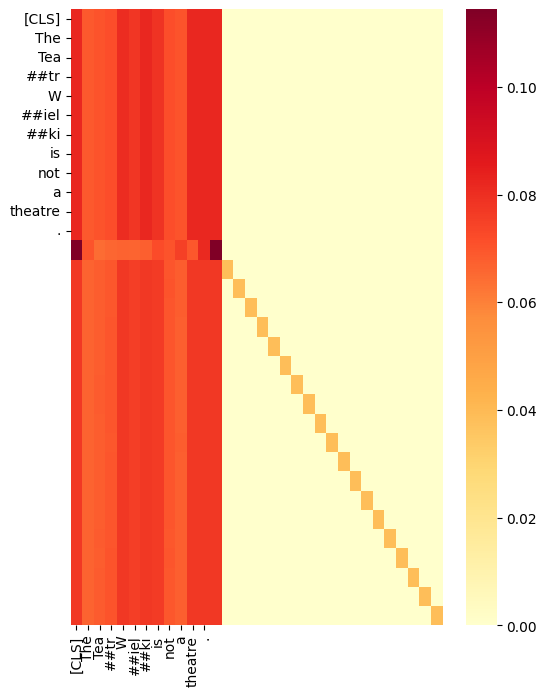 [CLS]
The
Tea
##tr
W
##iel
##ki
is
not
a
theatre
.
0.10
0.08
0.06
0.04
0.02
0.00
[CLS]
The
Tea
##tr
W
##iel
##ki
is
not
a
theatre
.